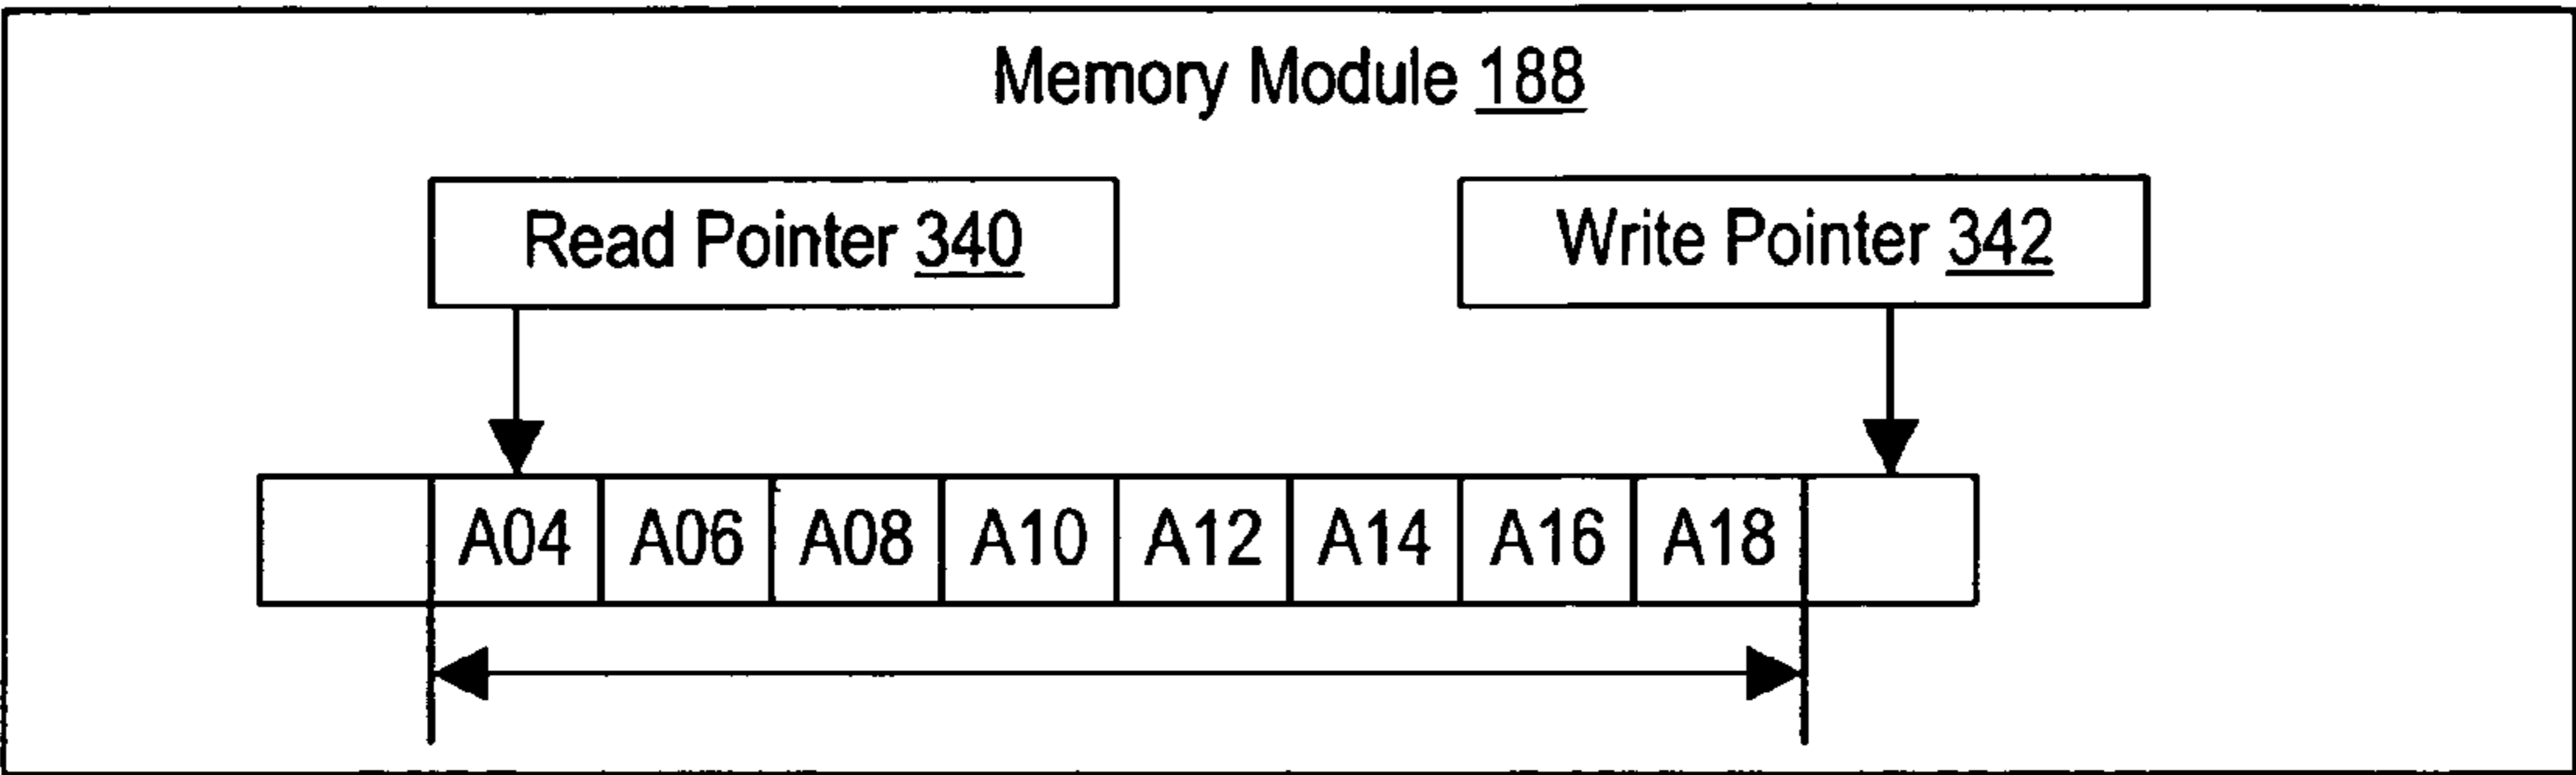 Memory Module 188
Read Pointer 340
Write Pointer 342
A04 A06 A08 A10 A12 A14 A16 A18